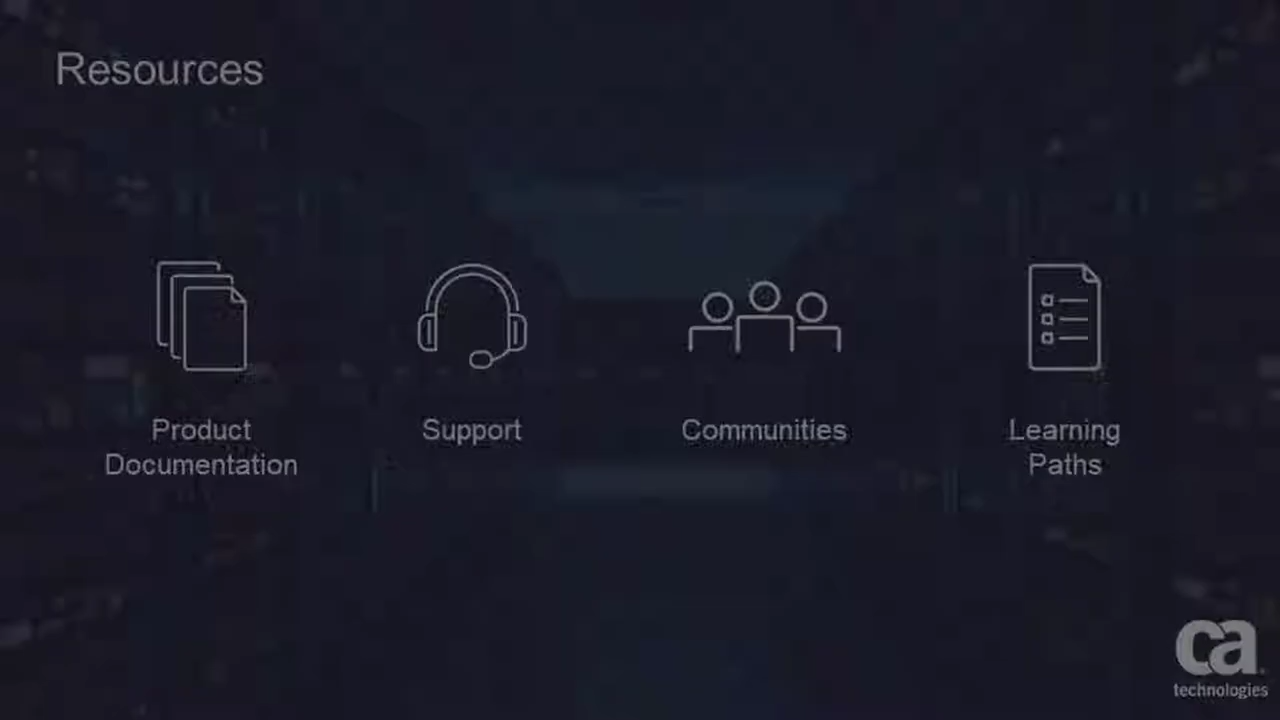 Resources
Product
Documentation
Support
Communities
Learning
Paths
ca
technologies